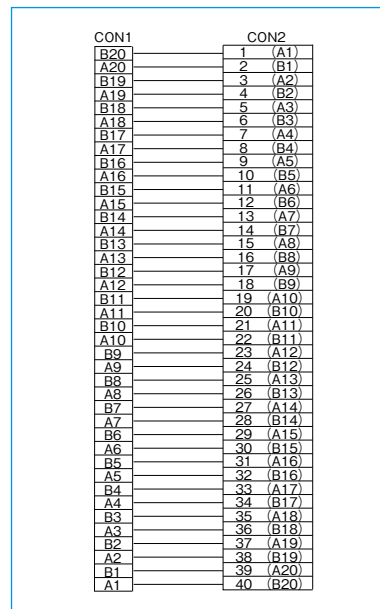 CON1 CON2
B20 1 (A1)
A20 2 (B1)
B19 3 (A2)
A19 4 (B2)
B18 5 (A3)
A18 6 (B3)
B17 7 (A4)
A17 8 (B4)
B16 9 (A5)
A16 10 (B5)
B15 11 (A6)
A15 12 (B6)
B14 13 (A7)
A14 14 (B7)
B13 15 (A8)
A13 16 (B8)
B12 17 (A9)
A12 18 (B9)
B11 19 (A10)
A11 20 (B10)
B10 21 (A11)
A10 22 (B11)
B9 23 (A12)
A9 24 (B12)
B8 25 (A13)
A8 26 (B13)
B7 27 (A14)
A7 28 (B14)
B6 29 (A15)
A6 30 (B15)
B5 31 (A16)
A5 32 (B16)
B4 33 (A17)
A4 34 (B17)
B3 35 (A18)
A3 36 (B18)
B2 37 (A19)
A2 38 (B19)
B1 39 (A20)
A1 40 (B20)